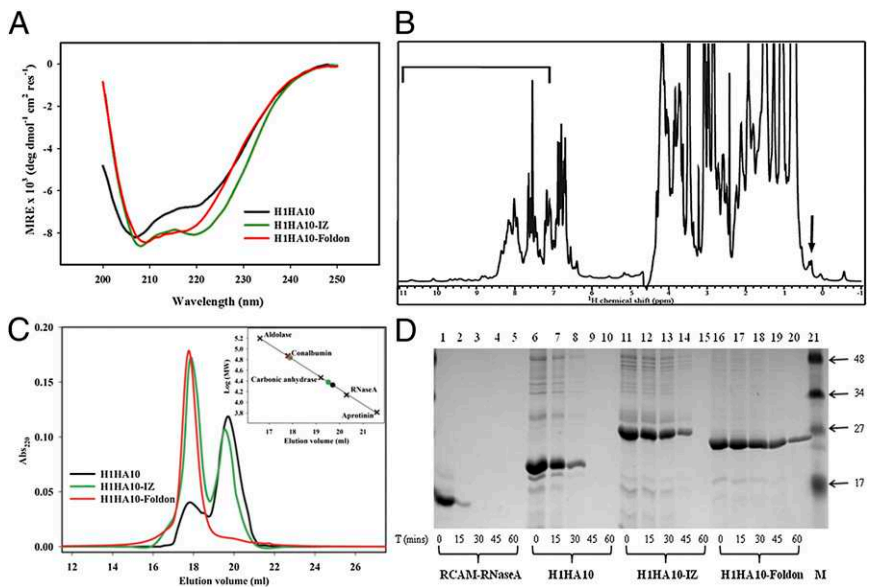 A
0
-2
-4
-6
-8
MRE x 10³ (deg dmol⁻¹ cm² res⁻¹)
H1HA10
H1HA10-IZ
H1HA10-Foldon
200 210 220 230 240 250
Wavelength (nm)
B
11 10 9 8 7 6 5 4 3 2 1 0 -1
¹H chemical shift (ppm)
C
0.20
0.15
0.10
0.05
0.00
Abs₂₂₀
H1HA10
H1HA10-IZ
H1HA10-Foldon
12 14 16 18 20 22 24 26
Elution volume (ml)
5.2
5.0
4.8
4.6
4.4
4.2
4.0
3.8
Log (MW)
Aldolase
Conalbumin
Carbonic anhydrase
RNaseA
Aprotinin
17 18 19 20 21
Elution volume (ml)
D
1 2 3 4 5 6 7 8 9 10 11 12 13 14 15 16 17 18 19 20 21
48
34
27
17
T (mins) 0 15 30 45 60 0 15 30 45 60 0 15 30 45 60 0 15 30 45 60
RCAM-RNaseA H1HA10 H1HA10-IZ H1HA10-Foldon M